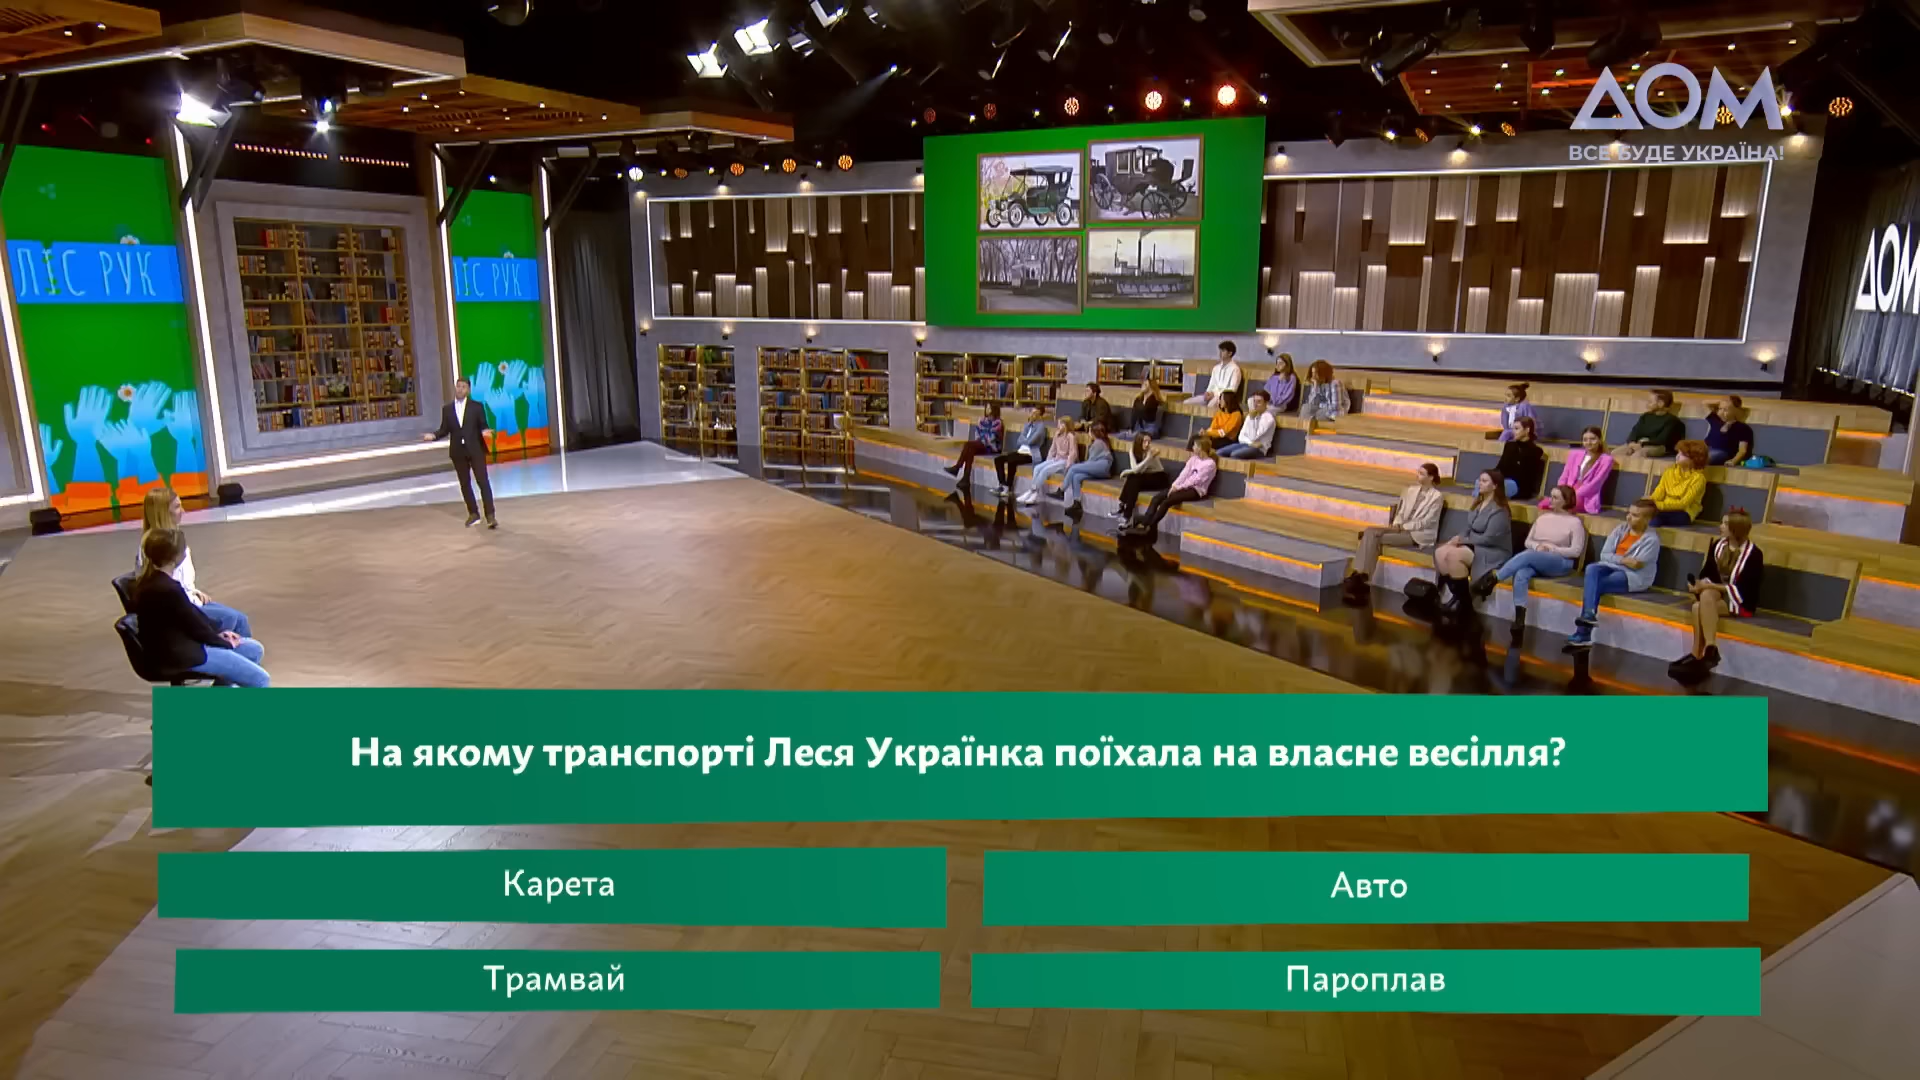 ДОМ
ВСЕ БУДЕ УКРАЇНА!
ДОМ
ЛІС РУК
ЛІС РУК
На якому транспорті Леся Українка поїхала на власне весілля?
Карета
Авто
Трамвай
Пароплав